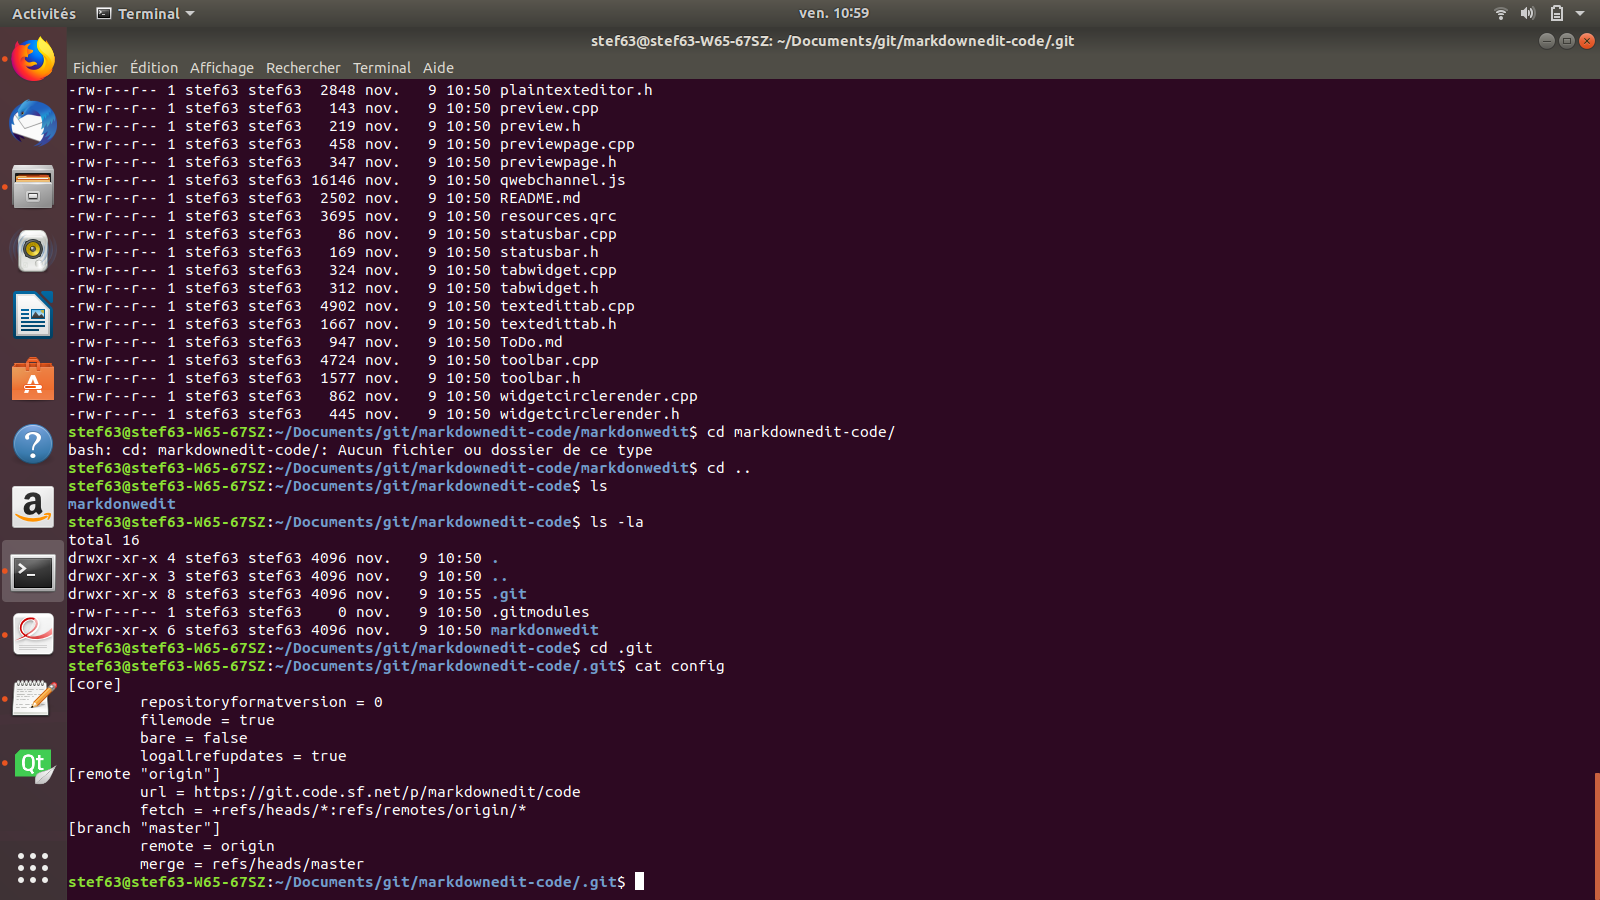 Activités Terminal ven. 10:59
stef63@stef63-W65-67SZ: ~/Documents/git/markdownedit-code/.git
Fichier Édition Affichage Rechercher Terminal Aide
-rw-r--r-- 1 stef63 stef63  2848 nov.   9 10:50 plaintexteditor.h
-rw-r--r-- 1 stef63 stef63   143 nov.   9 10:50 preview.cpp
-rw-r--r-- 1 stef63 stef63   219 nov.   9 10:50 preview.h
-rw-r--r-- 1 stef63 stef63   458 nov.   9 10:50 previewpage.cpp
-rw-r--r-- 1 stef63 stef63   347 nov.   9 10:50 previewpage.h
-rw-r--r-- 1 stef63 stef63 16146 nov.   9 10:50 qwebchannel.js
-rw-r--r-- 1 stef63 stef63  2502 nov.   9 10:50 README.md
-rw-r--r-- 1 stef63 stef63  3695 nov.   9 10:50 resources.qrc
-rw-r--r-- 1 stef63 stef63    86 nov.   9 10:50 statusbar.cpp
-rw-r--r-- 1 stef63 stef63   169 nov.   9 10:50 statusbar.h
-rw-r--r-- 1 stef63 stef63   324 nov.   9 10:50 tabwidget.cpp
-rw-r--r-- 1 stef63 stef63   312 nov.   9 10:50 tabwidget.h
-rw-r--r-- 1 stef63 stef63  4902 nov.   9 10:50 textedittab.cpp
-rw-r--r-- 1 stef63 stef63  1667 nov.   9 10:50 textedittab.h
-rw-r--r-- 1 stef63 stef63   947 nov.   9 10:50 ToDo.md
-rw-r--r-- 1 stef63 stef63  4724 nov.   9 10:50 toolbar.cpp
-rw-r--r-- 1 stef63 stef63  1577 nov.   9 10:50 toolbar.h
-rw-r--r-- 1 stef63 stef63   862 nov.   9 10:50 widgetcirclerender.cpp
-rw-r--r-- 1 stef63 stef63   445 nov.   9 10:50 widgetcirclerender.h
stef63@stef63-W65-67SZ:~/Documents/git/markdownedit-code/markdonwedit$ cd markdownedit-code/
bash: cd: markdownedit-code/: Aucun fichier ou dossier de ce type
stef63@stef63-W65-67SZ:~/Documents/git/markdownedit-code/markdonwedit$ cd ..
stef63@stef63-W65-67SZ:~/Documents/git/markdownedit-code$ ls
markdonwedit
stef63@stef63-W65-67SZ:~/Documents/git/markdownedit-code$ ls -la
total 16
drwxr-xr-x 4 stef63 stef63 4096 nov.   9 10:50 .
drwxr-xr-x 3 stef63 stef63 4096 nov.   9 10:50 ..
drwxr-xr-x 8 stef63 stef63 4096 nov.   9 10:55 .git
-rw-r--r-- 1 stef63 stef63    0 nov.   9 10:50 .gitmodules
drwxr-xr-x 6 stef63 stef63 4096 nov.   9 10:50 markdonwedit
stef63@stef63-W65-67SZ:~/Documents/git/markdownedit-code$ cd .git
stef63@stef63-W65-67SZ:~/Documents/git/markdownedit-code/.git$ cat config
[core]
        repositoryformatversion = 0
        filemode = true
        bare = false
        logallrefupdates = true
[remote "origin"]
        url = https://git.code.sf.net/p/markdownedit/code
        fetch = +refs/heads/*:refs/remotes/origin/*
[branch "master"]
        remote = origin
        merge = refs/heads/master
stef63@stef63-W65-67SZ:~/Documents/git/markdownedit-code/.git$
A
?
a
>_
Qt